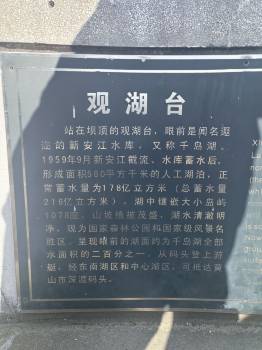 观湖台
站在坝顶的观湖台，眼前是闻名遐
迩的新安江水库，又称千岛湖。
1959年9月新安江截流、水库蓄水后，
形成面积580平方千米的人工湖泊，正
常蓄水量为178亿立方米（总蓄水量
216亿立方米），湖中镶嵌大小岛屿
1078座，山坡植被茂盛，湖水清澈明
净。现为国家森林公园和国家级风景名
胜区。呈现眼前的湖面约为千岛湖全部
水面积的二百分之一，从码头登上游
艇，经东南湖区和中心湖区，可抵达黄
山市深渡码头。